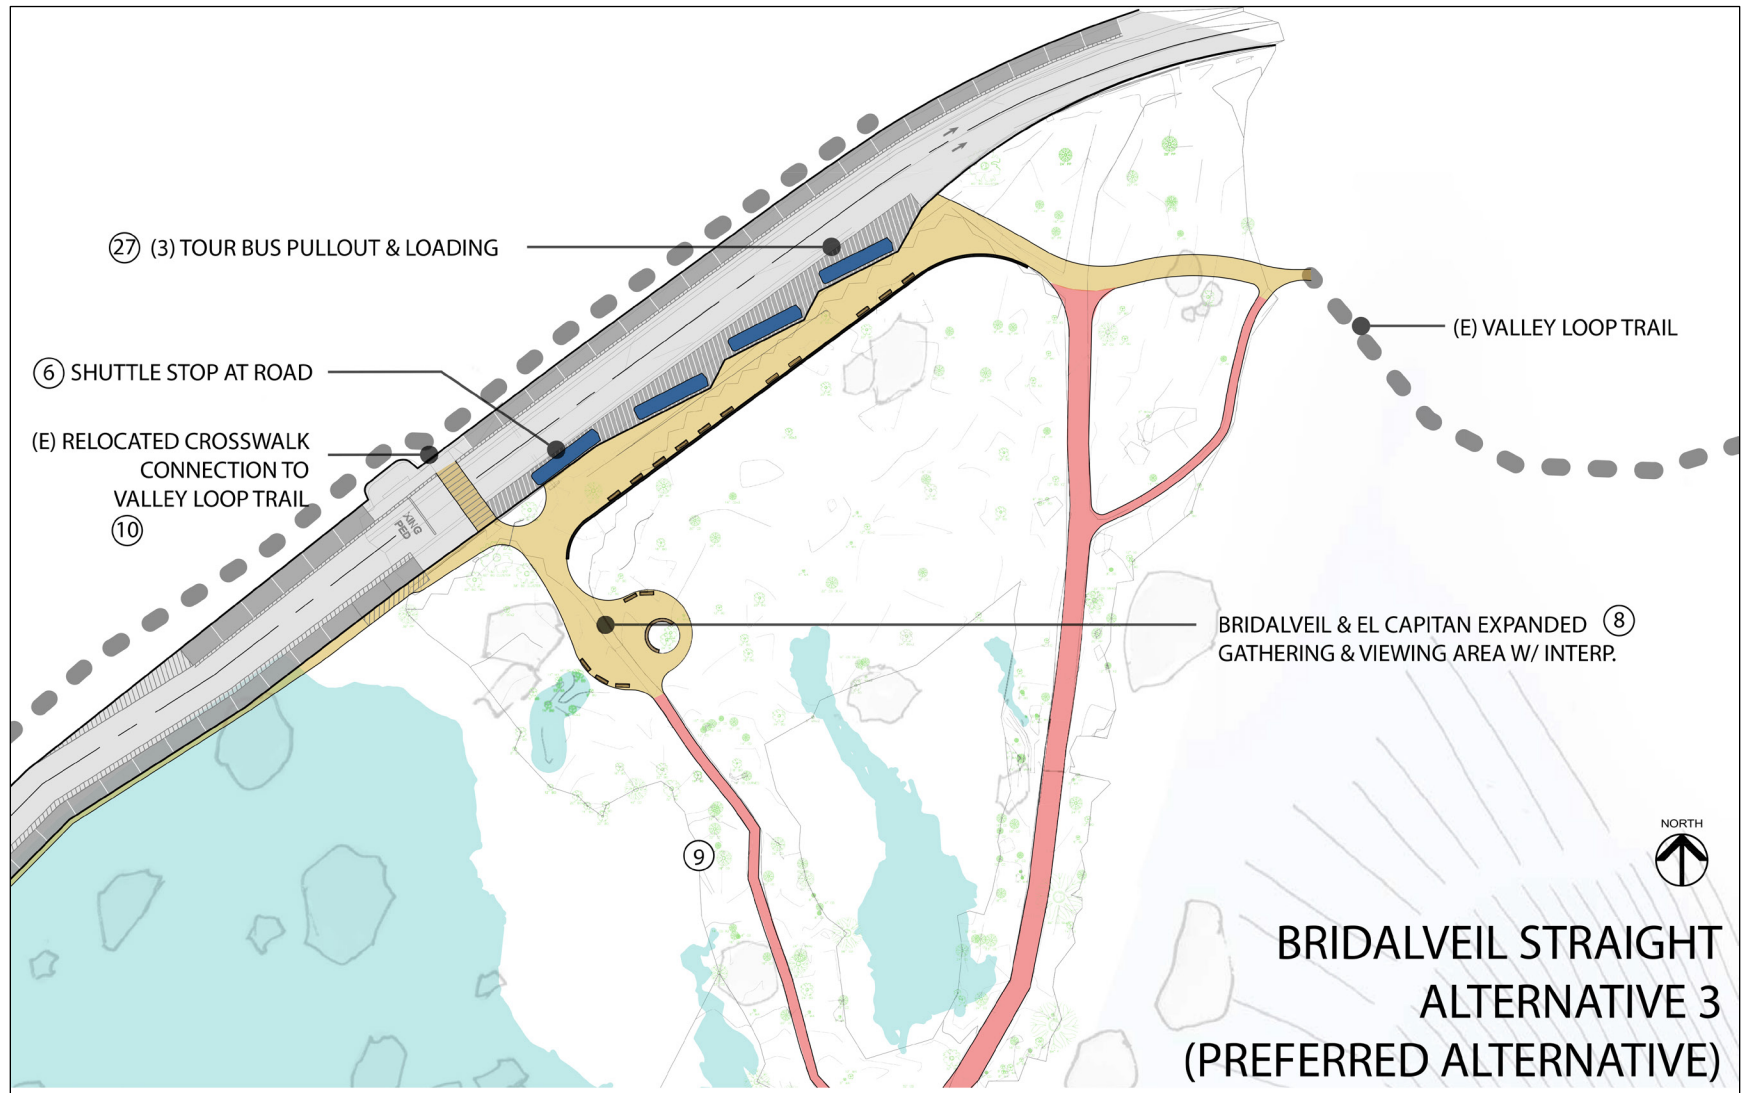 27 (3) TOUR BUS PULLOUT & LOADING
6 SHUTTLE STOP AT ROAD
(E) VALLEY LOOP TRAIL
(E) RELOCATED CROSSWALK
CONNECTION TO
VALLEY LOOP TRAIL
10
XING
PED
BRIDALVEIL & EL CAPITAN EXPANDED 8
GATHERING & VIEWING AREA W/ INTERP.
9
NORTH
BRIDALVEIL STRAIGHT
ALTERNATIVE 3
(PREFERRED ALTERNATIVE)